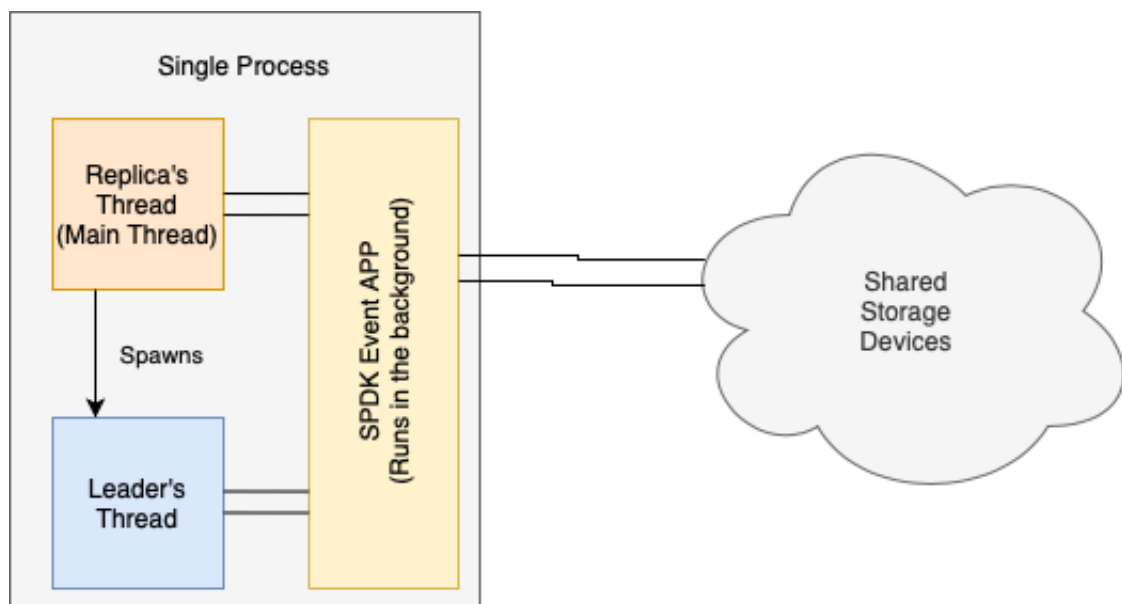 Single Process
Replica's
Thread
(Main Thread)
Spawns
Leader's
Thread
SPDK Event APP
(Runs in the background)
Shared
Storage
Devices